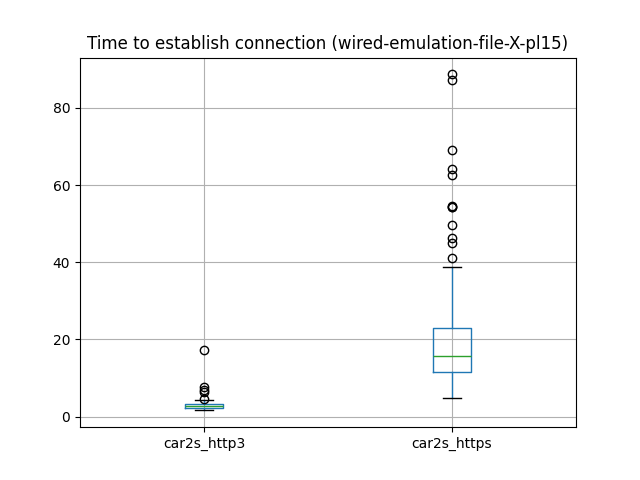 Time to establish connection (wired-emulation-file-X-pl15)
80
60
40
20
0
car2s_http3 car2s_https